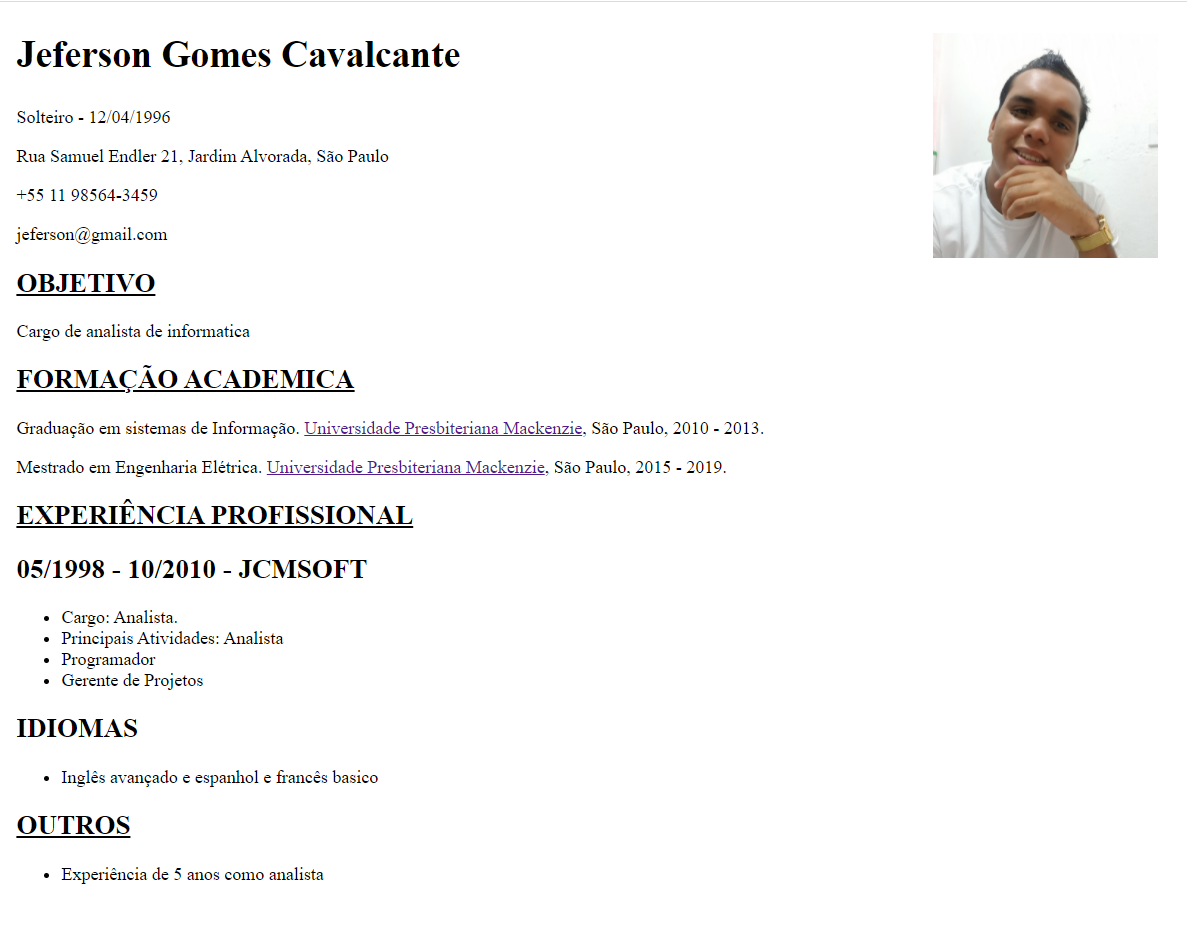 Jeferson Gomes Cavalcante
Solteiro - 12/04/1996
Rua Samuel Endler 21, Jardim Alvorada, São Paulo
+55 11 98564-3459
jeferson@gmail.com
OBJETIVO
Cargo de analista de informatica
FORMAÇÃO ACADEMICA
Graduação em sistemas de Informação. Universidade Presbiteriana Mackenzie, São Paulo, 2010 - 2013.
Mestrado em Engenharia Elétrica. Universidade Presbiteriana Mackenzie, São Paulo, 2015 - 2019.
EXPERIÊNCIA PROFISSIONAL
05/1998 - 10/2010 - JCMSOFT
• Cargo: Analista.
• Principais Atividades: Analista
• Programador
• Gerente de Projetos
IDIOMAS
• Inglês avançado e espanhol e francês basico
OUTROS
• Experiência de 5 anos como analista